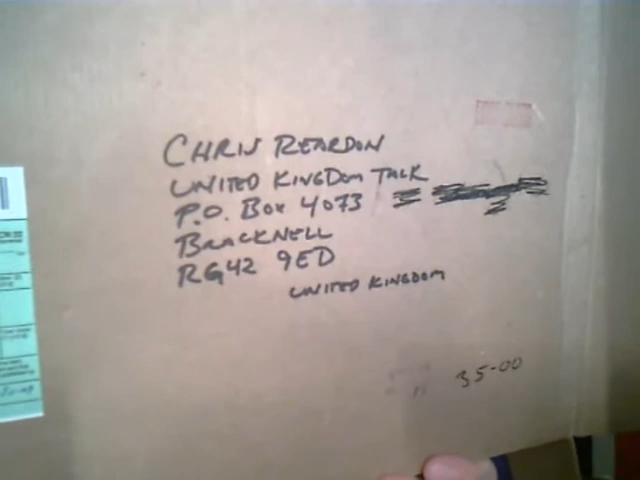 CHRIS REARDON
UNITED KINGDOM TALK
P.O. BOX 4073
BRACKNELL
RG42 9ED
UNITED KINGDOM
35-00